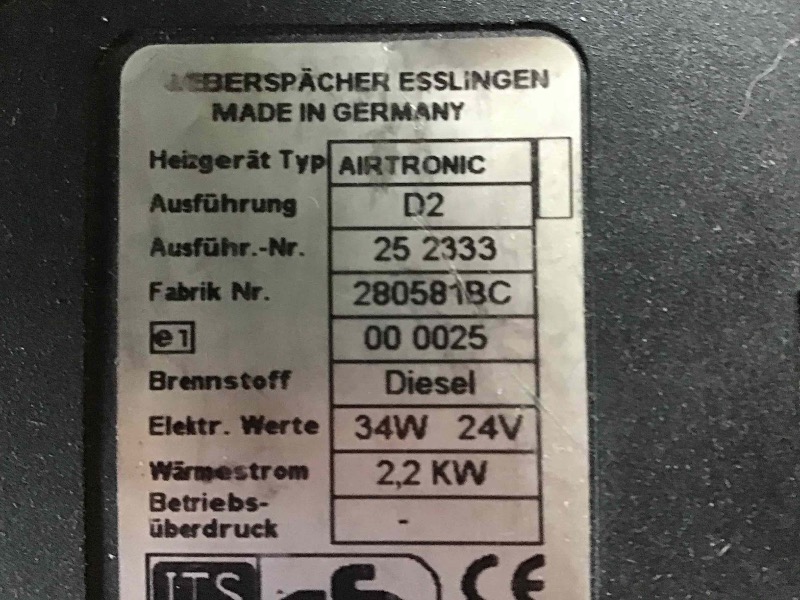 EBERSPÄCHER ESSLINGEN
MADE IN GERMANY
Heizgerät Typ AIRTRONIC
Ausführung D2
Ausführ.-Nr. 25 2333
Fabrik Nr. 280581BC
e1 00 0025
Brennstoff Diesel
Elektr. Werte 34W 24V
Wärmestrom 2,2 KW
Betriebs-
überdruck -
ITS CE